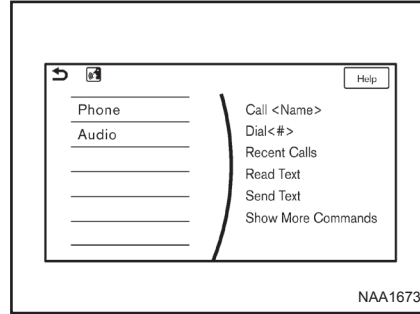 Help
Phone
Audio
Call <Name>
Dial<#>
Recent Calls
Read Text
Send Text
Show More Commands
NAA1673